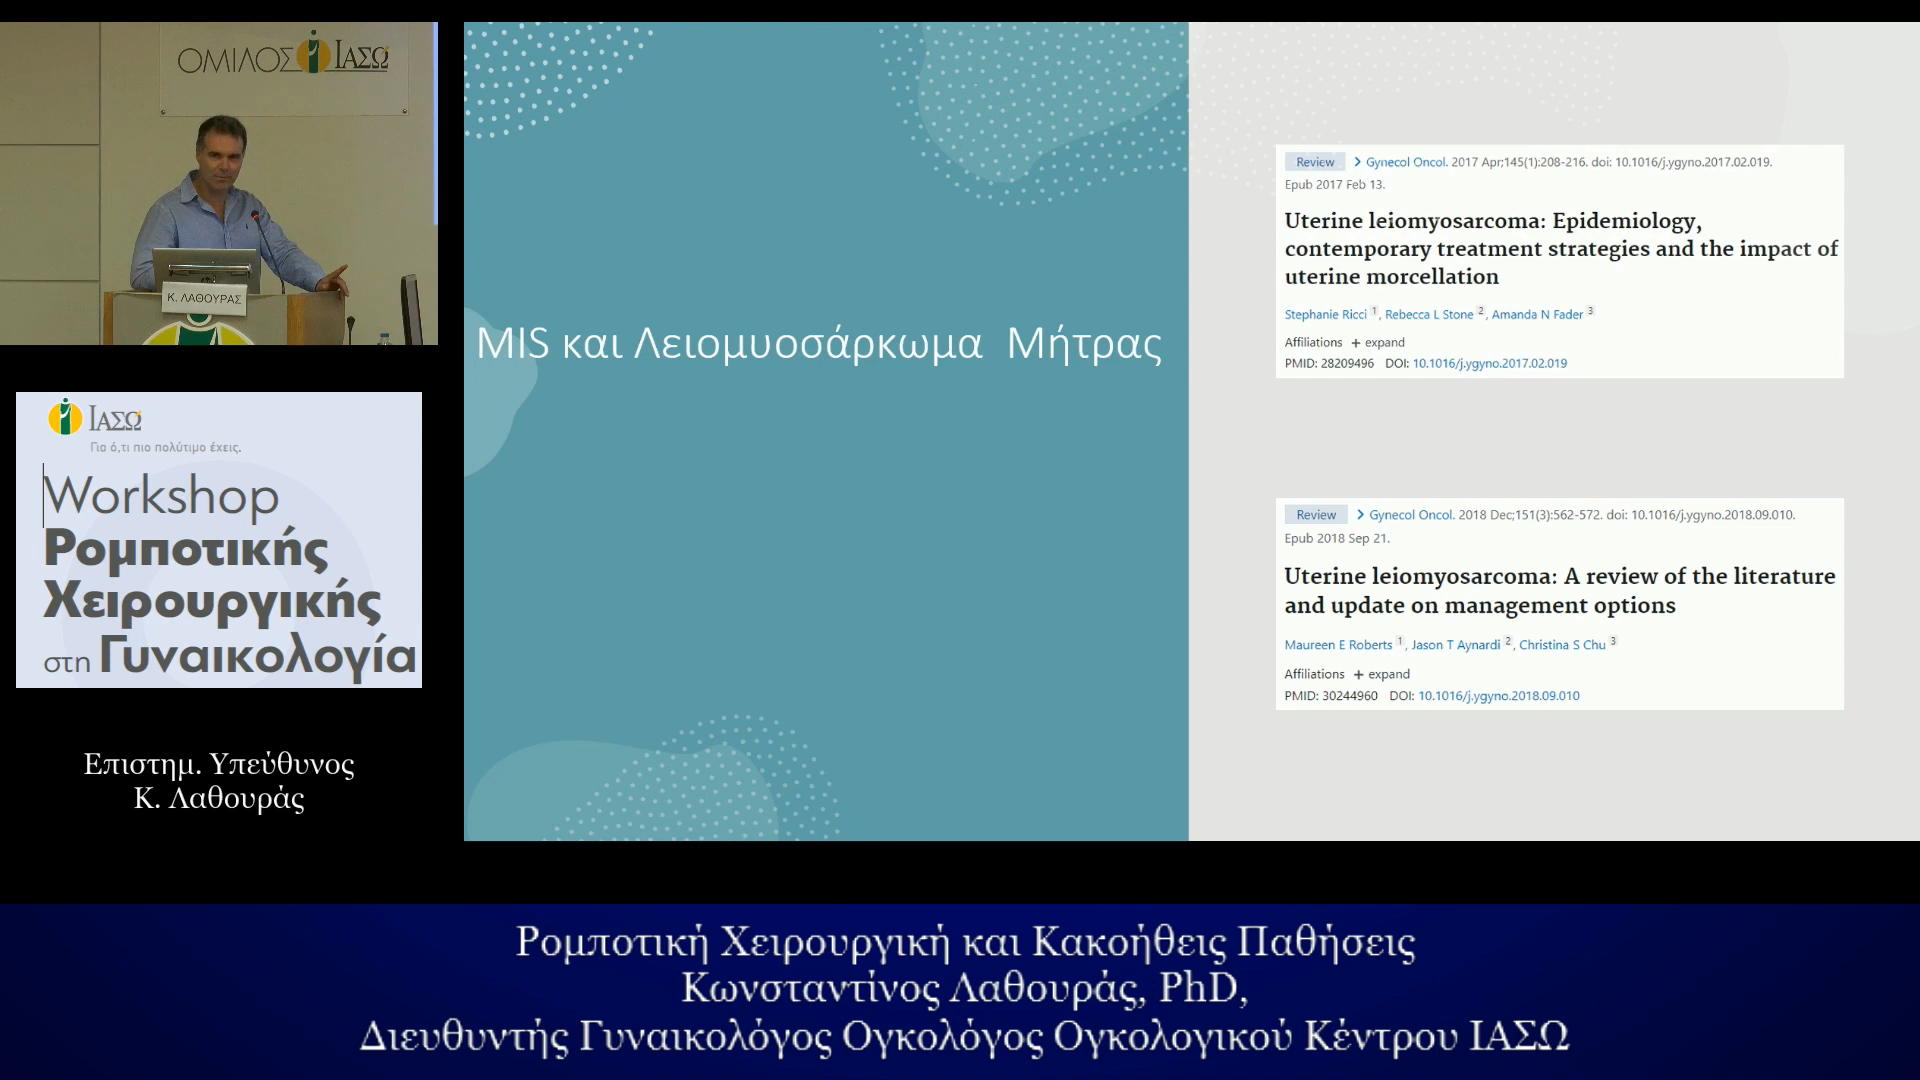 ΟΜΙΛΟΣ ΙΑΣΩ
Κ. ΛΑΘΟΥΡΑΣ
ΙΑΣΩ
Για ό,τι πιο πολύτιμο έχεις.
Workshop
Ρομποτικής
Χειρουργικής
στη Γυναικολογία
Επιστημ. Υπεύθυνος
Κ. Λαθουράς
MIS και Λειομυοσάρκωμα Μήτρας
Review > Gynecol Oncol. 2017 Apr;145(1):208-216. doi: 10.1016/j.ygyno.2017.02.019.
Epub 2017 Feb 13.
Uterine leiomyosarcoma: Epidemiology,
contemporary treatment strategies and the impact of
uterine morcellation
Stephanie Ricci 1, Rebecca L Stone 2, Amanda N Fader 3
Affiliations + expand
PMID: 28209496 DOI: 10.1016/j.ygyno.2017.02.019
Review > Gynecol Oncol. 2018 Dec;151(3):562-572. doi: 10.1016/j.ygyno.2018.09.010.
Epub 2018 Sep 21.
Uterine leiomyosarcoma: A review of the literature
and update on management options
Maureen E Roberts 1, Jason T Aynardi 2, Christina S Chu 3
Affiliations + expand
PMID: 30244960 DOI: 10.1016/j.ygyno.2018.09.010
Ρομποτική Χειρουργική και Κακοήθεις Παθήσεις
Κωνσταντίνος Λαθουράς, PhD,
Διευθυντής Γυναικολόγος Ογκολόγος Ογκολογικού Κέντρου ΙΑΣΩ